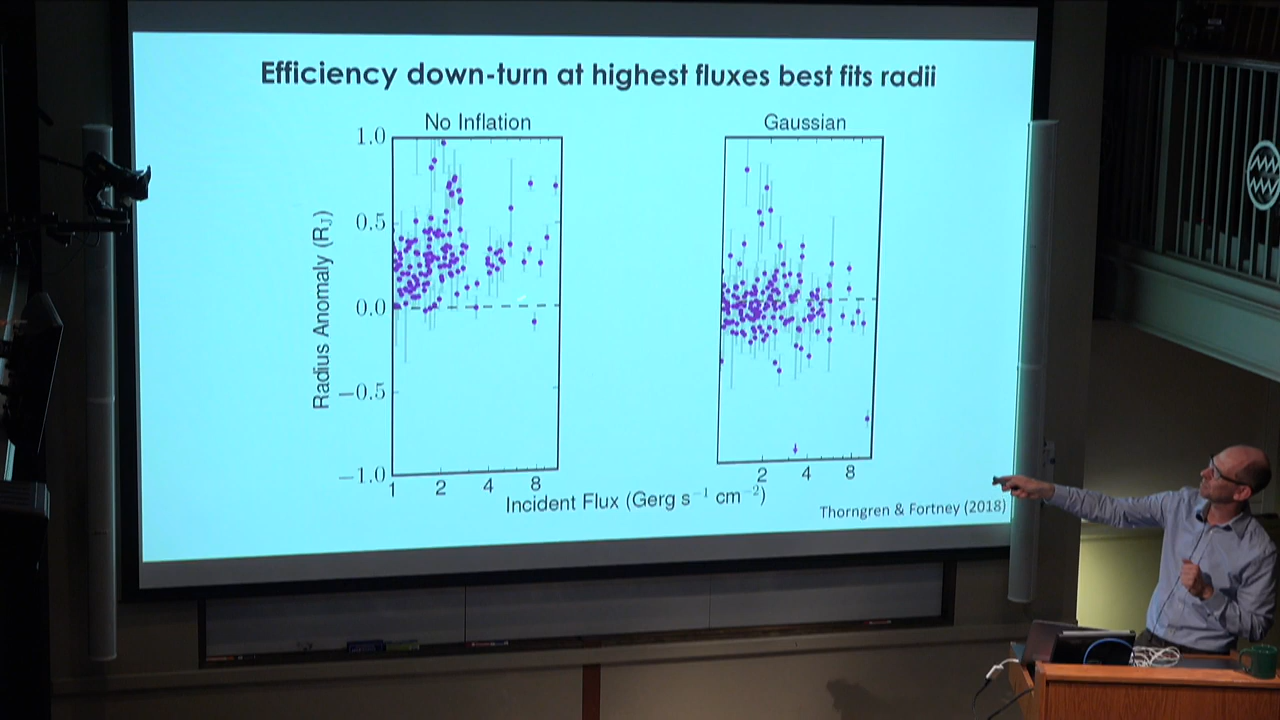 Efficiency down-turn at highest fluxes best fits radii
No Inflation
Gaussian
1.0
0.5
0.0
−0.5
−1.0
Radius Anomaly (R_J)
1 2 4 8
2 4 8
Incident Flux (Gerg s⁻¹ cm⁻²)
Thorngren & Fortney (2018)